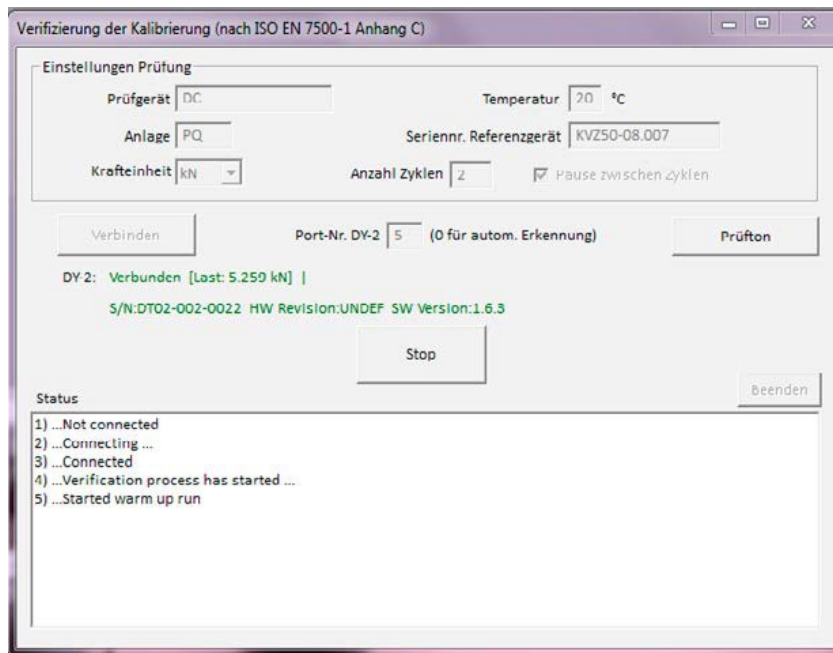 Verifizierung der Kalibrierung (nach ISO EN 7500-1 Anhang C)
Einstellungen Prüfung
Prüfgerät DC Temperatur 20 °C
Anlage PQ Seriennr. Referenzgerät KVZ50-08.007
Krafteinheit kN Anzahl Zyklen 2 Pause zwischen Zyklen
Verbinden Port-Nr. DY-2 5 (0 für autom. Erkennung) Prüfton
DY-2: Verbunden [Last: 5.259 kN] |
S/N:DT02-002-0022 HW Revision:UNDEF SW Version:1.6.3
Stop
Beenden
Status
1) ...Not connected
2) ...Connecting ...
3) ...Connected
4) ...Verification process has started ...
5) ...Started warm up run